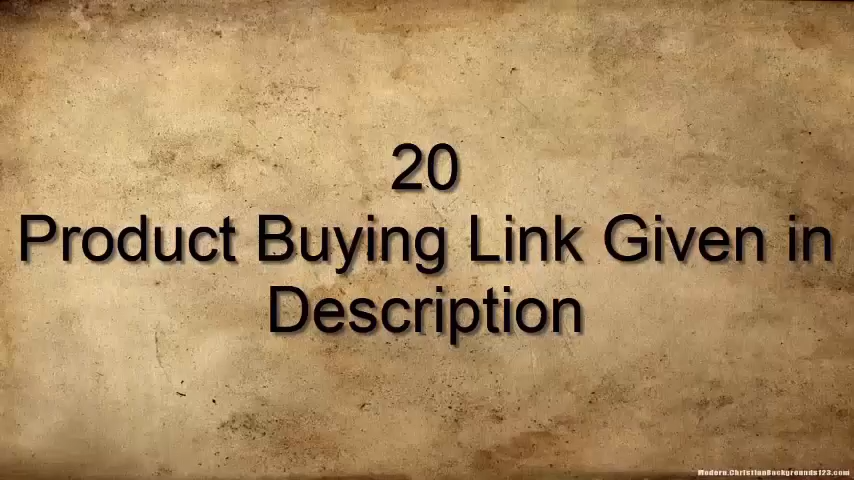 20
Product Buying Link Given in
Description
Modern.ChristianBackgrounds123.com